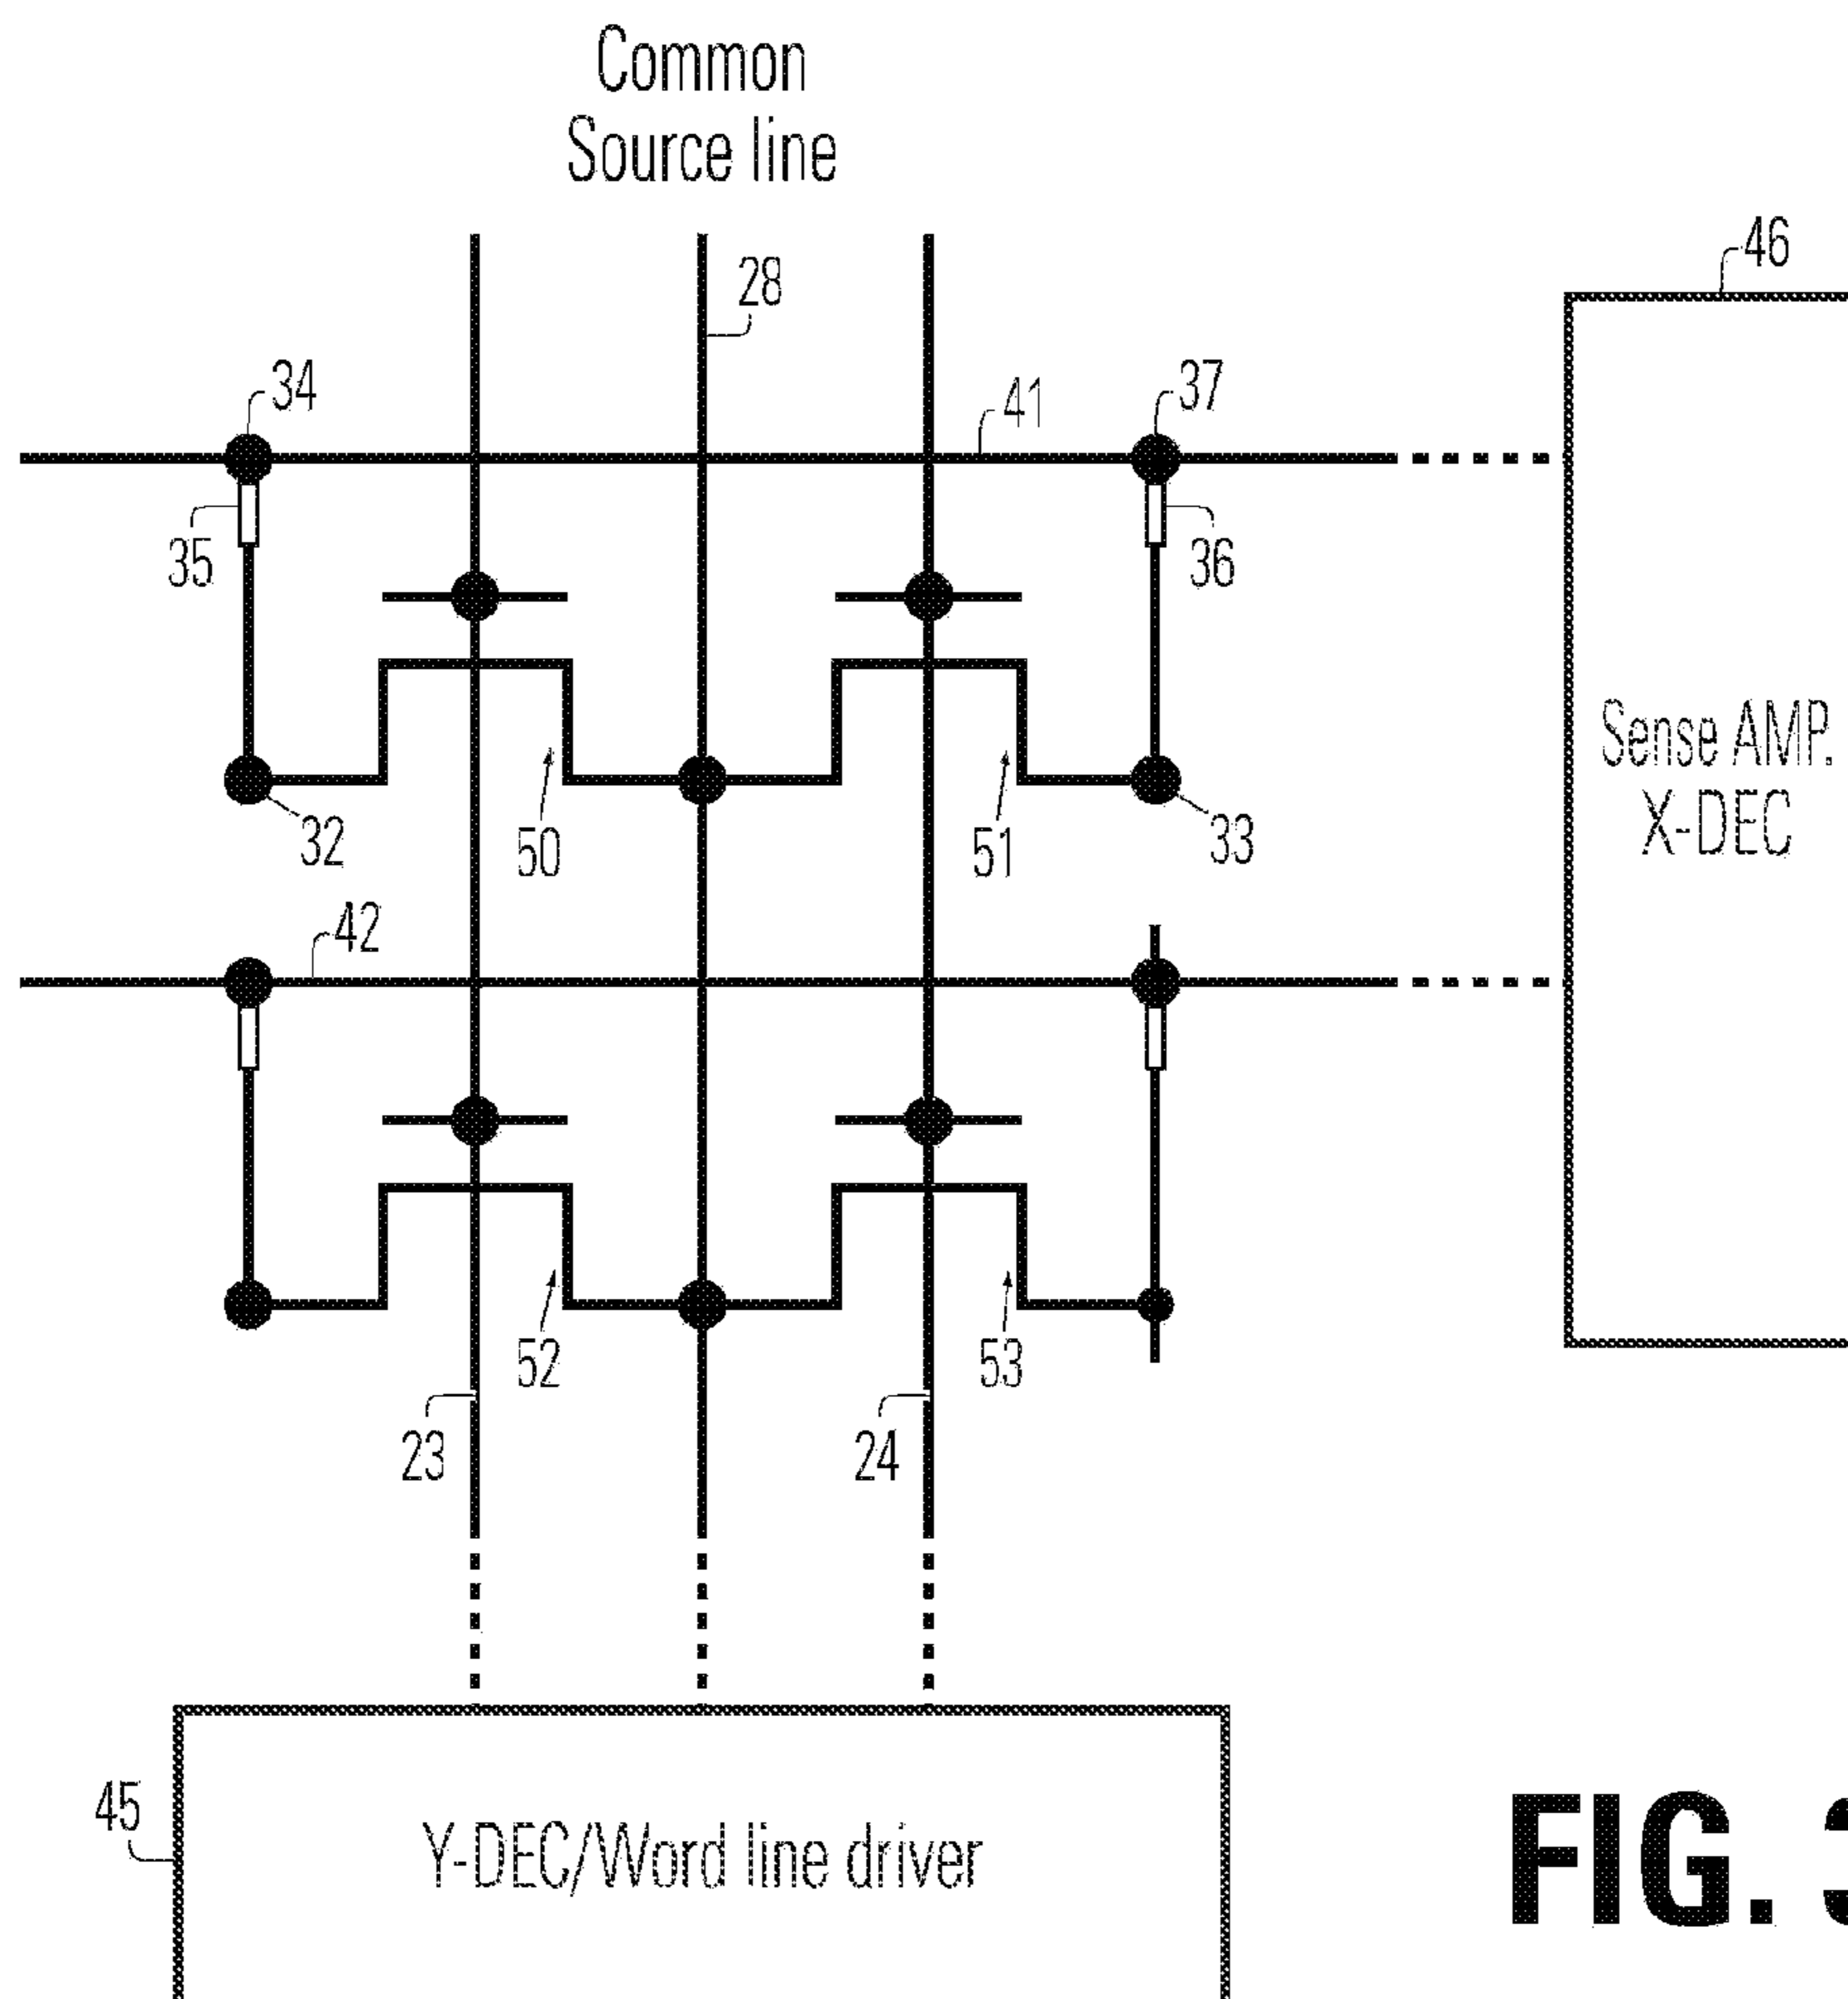 Common
Source line
46
28
34
41
37
35
36
Sense AMP.
X-DEC
32
50
51
33
42
52
53
23
24
45
Y-DEC/Word line driver
FIG. 3